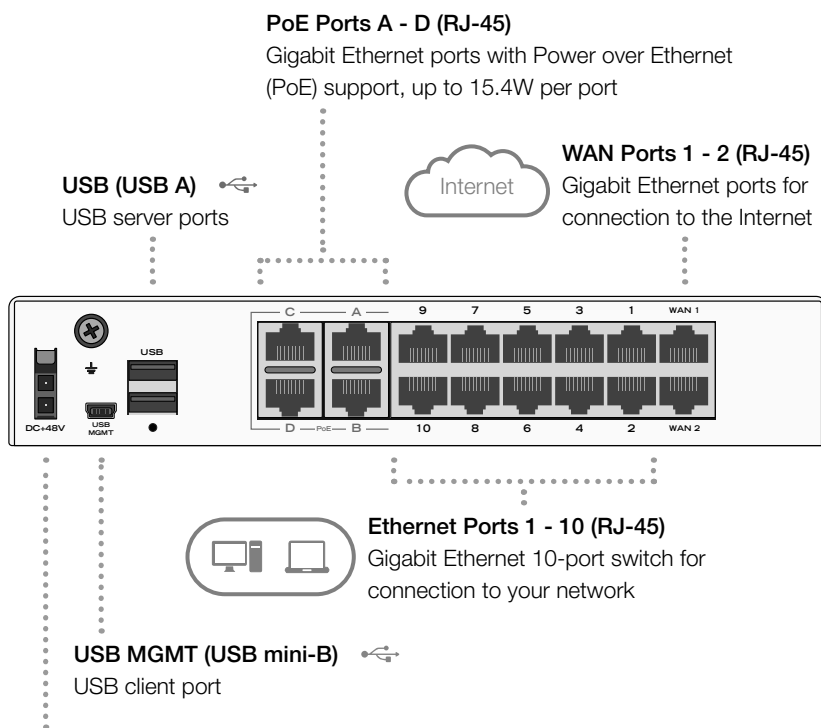 PoE Ports A - D (RJ-45)
Gigabit Ethernet ports with Power over Ethernet
(PoE) support, up to 15.4W per port
WAN Ports 1 - 2 (RJ-45)
Internet
Gigabit Ethernet ports for
connection to the Internet
USB (USB A)
USB server ports
C A 9 7 5 3 1 WAN 1
USB
DC+48V
USB
MGMT
D PoE B 10 8 6 4 2 WAN 2
Ethernet Ports 1 - 10 (RJ-45)
Gigabit Ethernet 10-port switch for
connection to your network
USB MGMT (USB mini-B)
USB client port